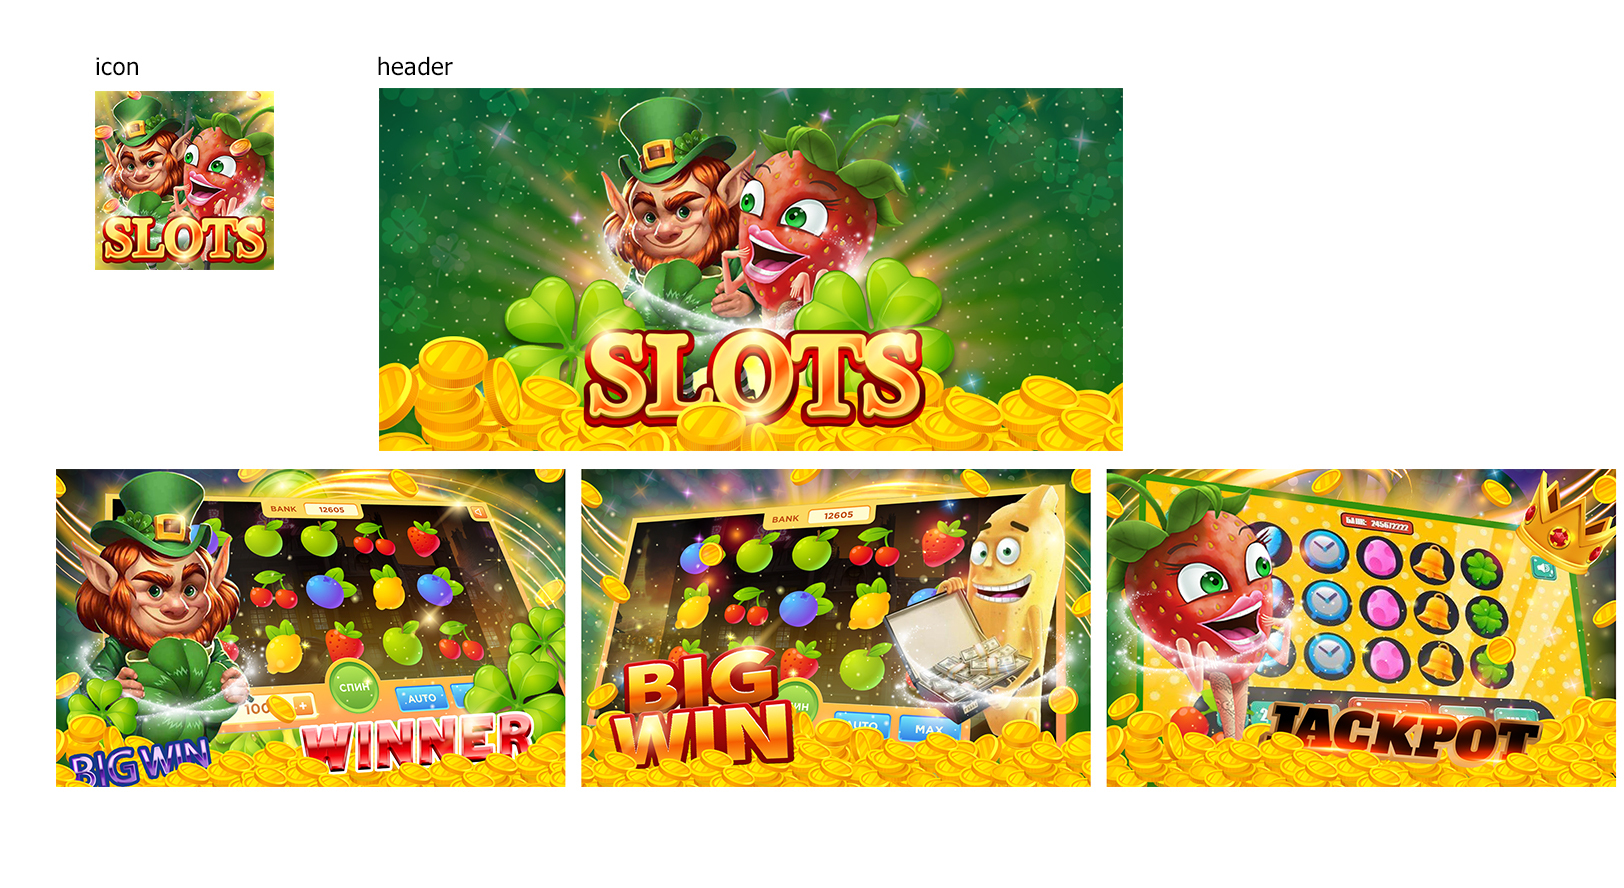 icon
header
SLOTS
SLOTS
BANK 12605
СПИН
100 +
AUTO
BIG WIN
WINNER
BANK 12605
BIG
WIN
AUTO
MAX
БАНК: 245672222
JACKPOT